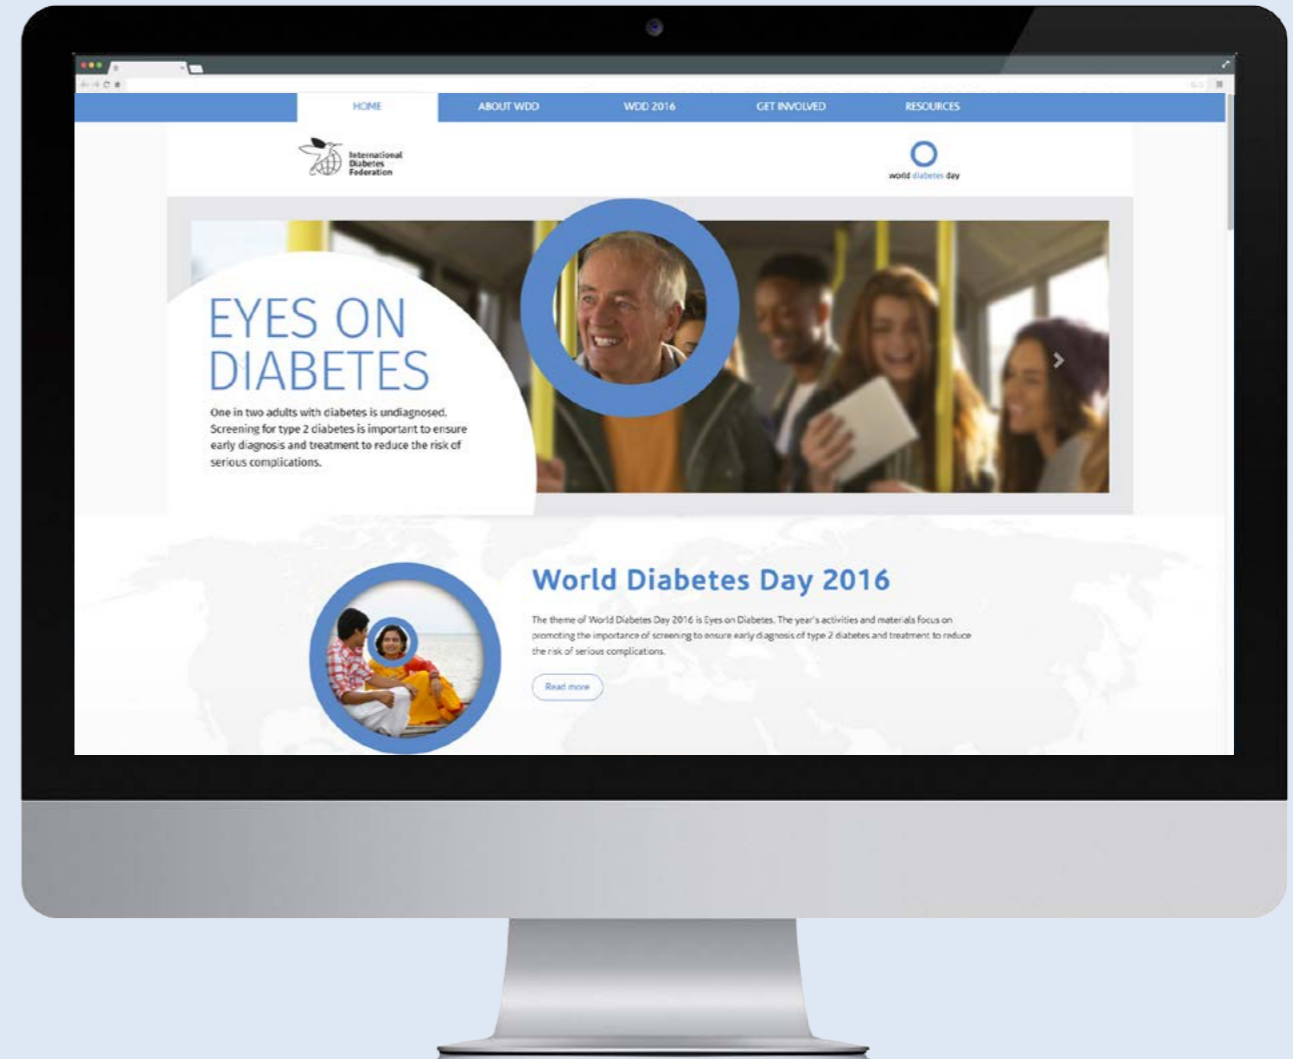 HOME ABOUT WDD WDD 2016 GET INVOLVED RESOURCES
International
Diabetes
Federation
world diabetes day
EYES ON
DIABETES
One in two adults with diabetes is undiagnosed.
Screening for type 2 diabetes is important to ensure
early diagnosis and treatment to reduce the risk of
serious complications.
World Diabetes Day 2016
The theme of World Diabetes Day 2016 is Eyes on Diabetes. The year's activities and materials focus on
promoting the importance of screening to ensure early diagnosis of type 2 diabetes and treatment to reduce
the risk of serious complications.
Read more